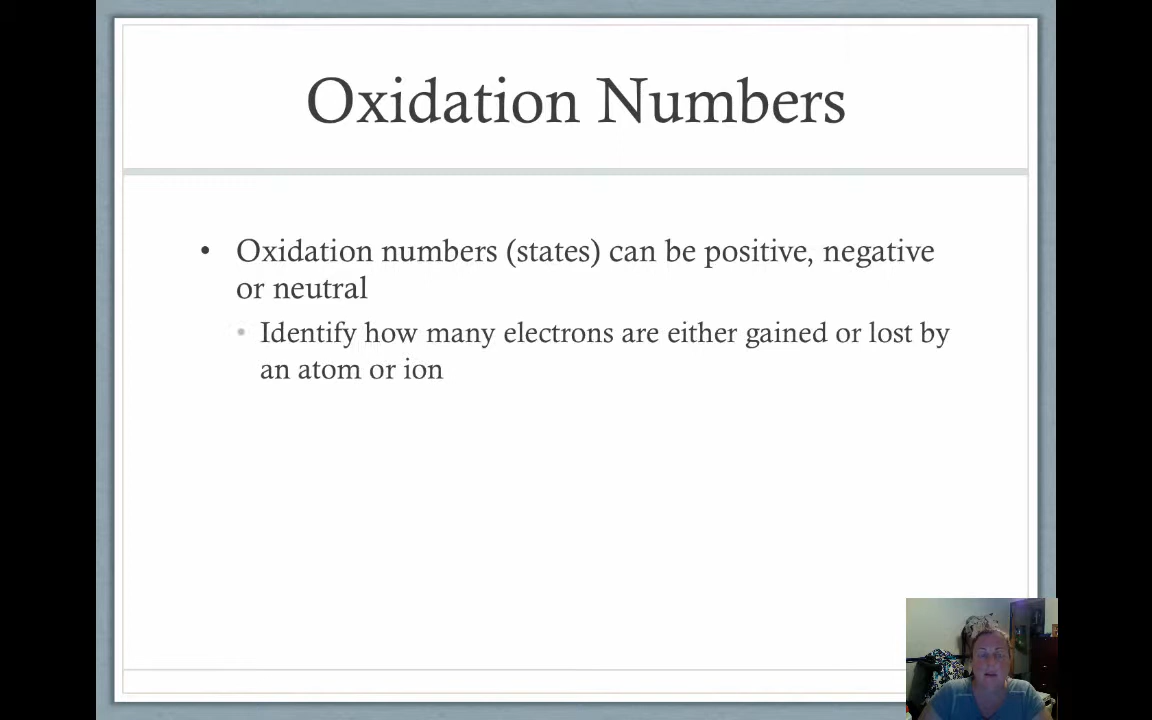 Oxidation Numbers
• Oxidation numbers (states) can be positive, negative
or neutral
• Identify how many electrons are either gained or lost by
an atom or ion